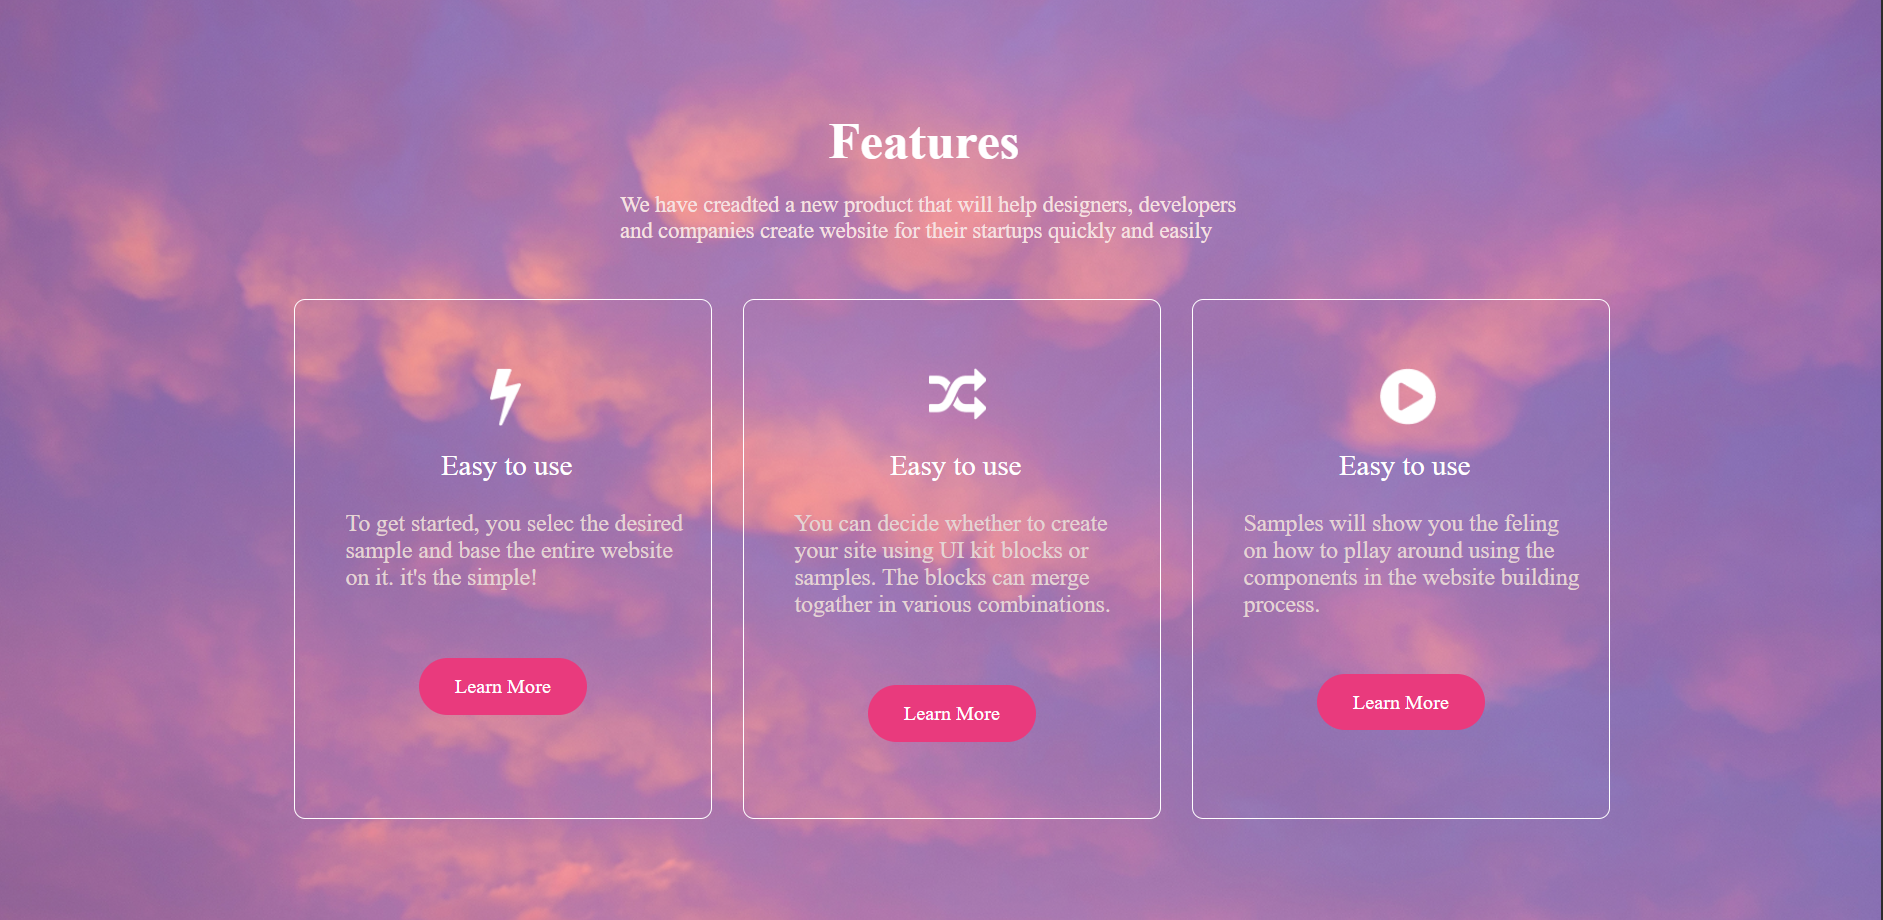 Features
We have creadted a new product that will help designers, developers
and companies create website for their startups quickly and easily
Easy to use
To get started, you selec the desired
sample and base the entire website
on it. it's the simple!
Learn More
Easy to use
You can decide whether to create
your site using UI kit blocks or
samples. The blocks can merge
togather in various combinations.
Learn More
Easy to use
Samples will show you the feling
on how to pllay around using the
components in the website building
process.
Learn More